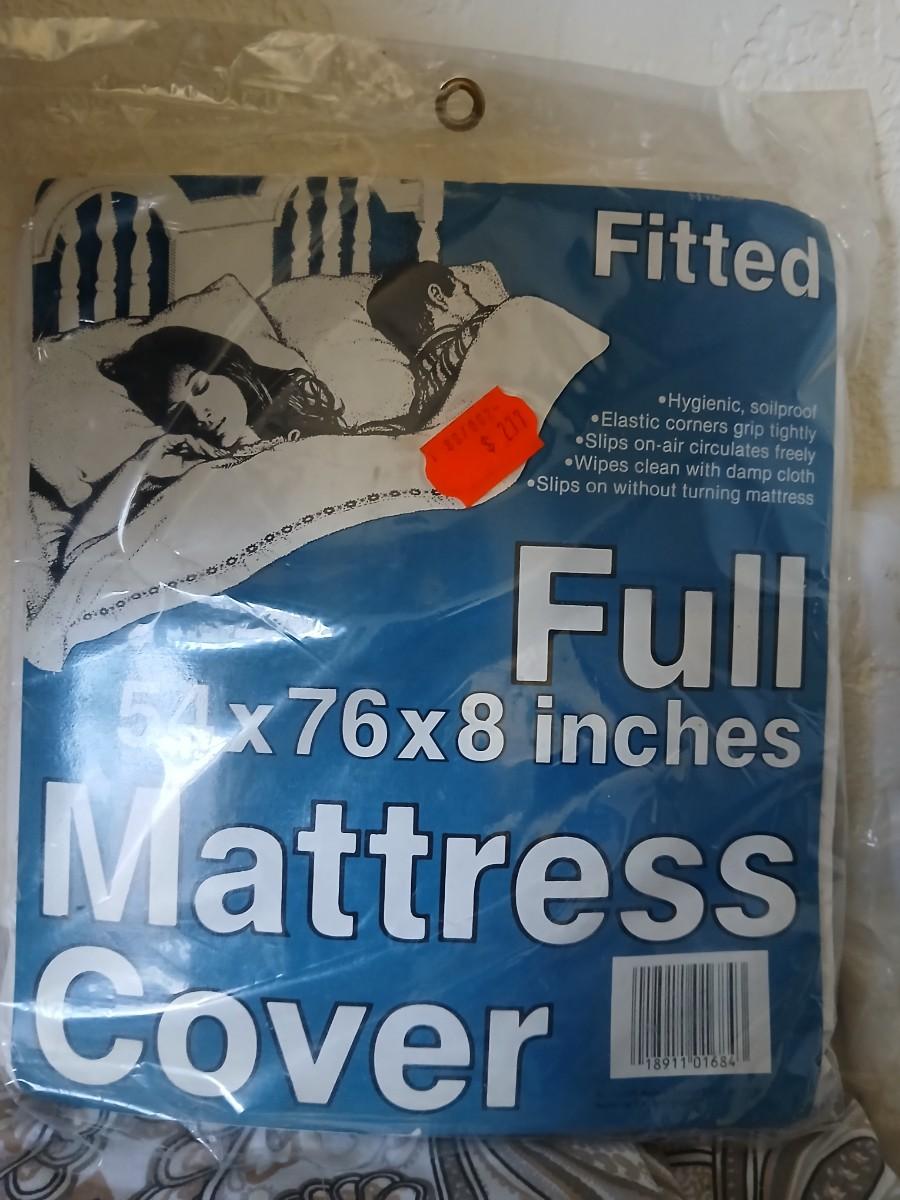 Fitted
•Hygienic, soilproof
•Elastic corners grip tightly
•Slips on-air circulates freely
•Wipes clean with damp cloth
•Slips on without turning mattress
$ 217
Full
54x76x8 inches
Mattress
Cover
18911 01684